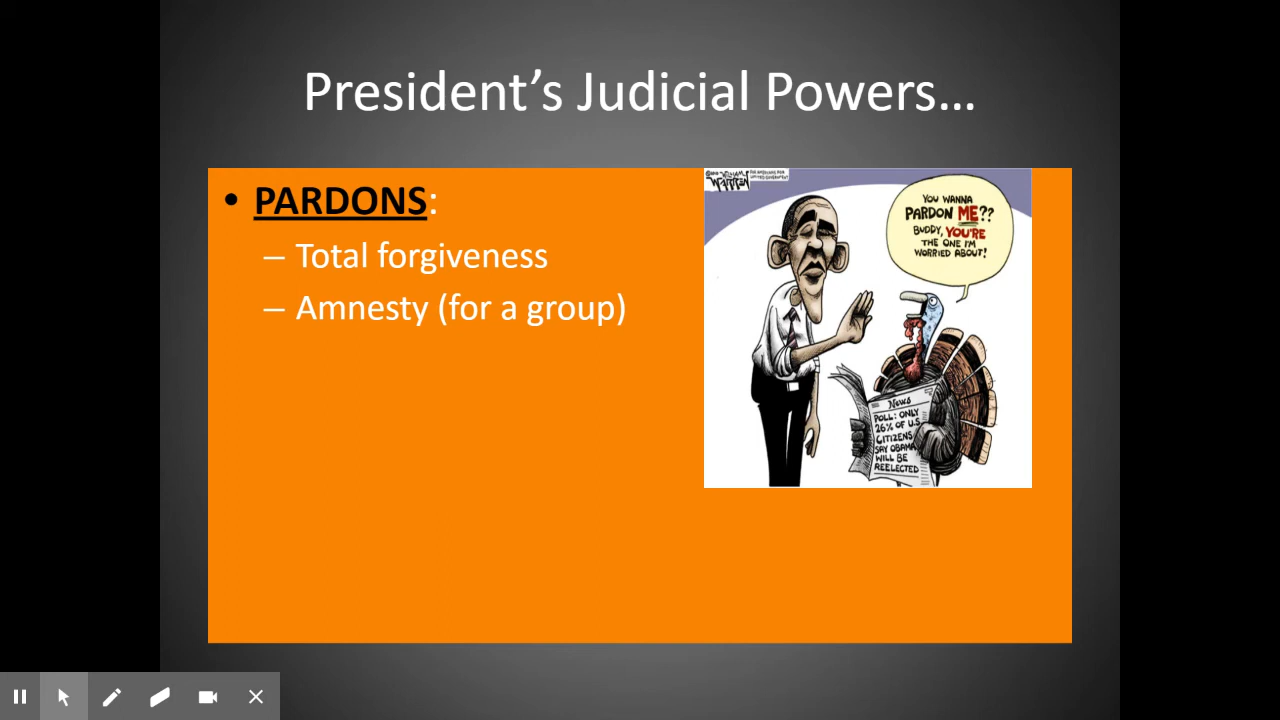 President’s Judicial Powers…
• PARDONS:
– Total forgiveness
– Amnesty (for a group)
WARREN
YOU WANNA
PARDON ME??
BUDDY, YOU'RE
THE ONE I'M
WORRIED ABOUT!
NEWS
POLL: ONLY
26% OF U.S
CITIZENS
SAY OBAMA
WILL BE
REELECTED